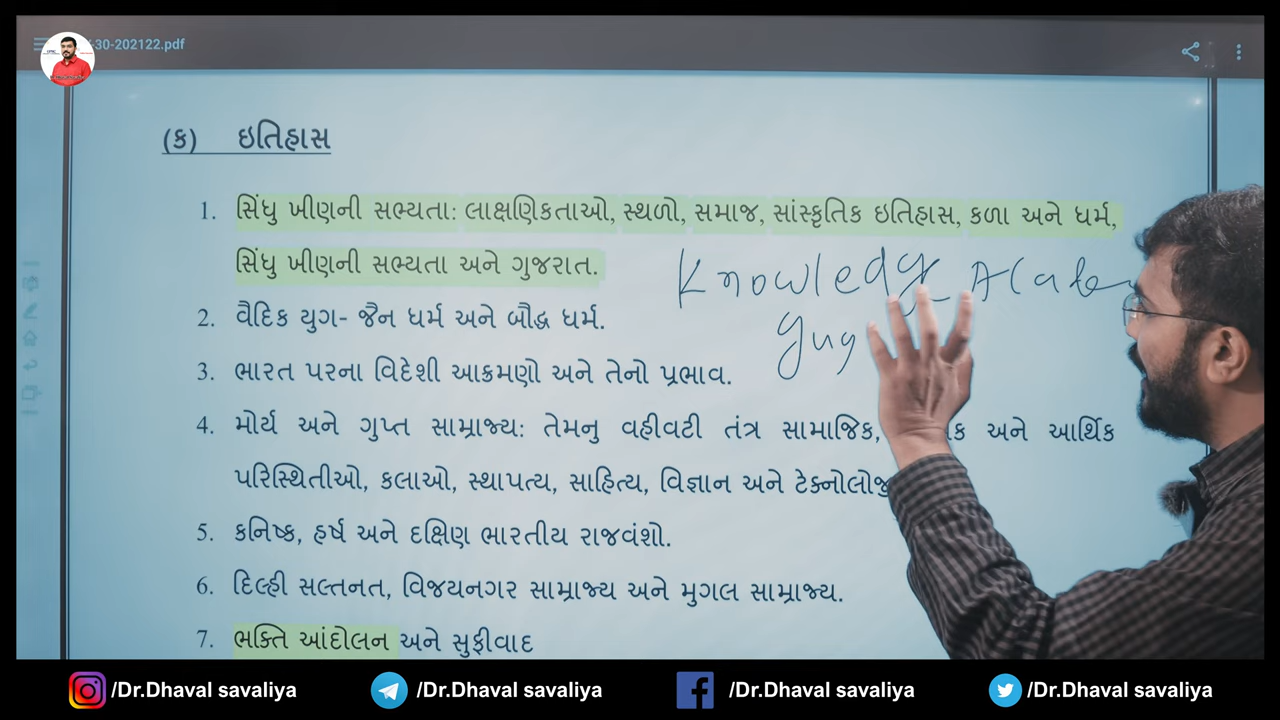 30-202122.pdf
(ક) ઇતિહાસ
1. સિંધુ ખીણની સભ્યતા: લાક્ષણિકતાઓ, સ્થળો, સમાજ, સાંસ્કૃતિક ઇતિહાસ, કળા અને ધર્મ,
સિંધુ ખીણની સભ્યતા અને ગુજરાત.
Knowledge
2. વૈદિક યુગ- જૈન ધર્મ અને બૌદ્ધ ધર્મ.
3. ભારત પરના વિદેશી આક્રમણો અને તેનો પ્રભાવ.
4. મોર્ય અને ગુપ્ત સામ્રાજ્ય: તેમનુ વહીવટી તંત્ર સામાજિક, અને આર્થિક
પરિસ્થિતીઓ, કલાઓ, સ્થાપત્ય, સાહિત્ય, વિજ્ઞાન અને
5. કનિષ્ક, હર્ષ અને દક્ષિણ ભારતીય રાજવંશો.
6. દિલ્હી સલ્તનત, વિજયનગર સામ્રાજ્ય અને મુગલ સામ્રાજ્ય.
7. ભક્તિ આંદોલન અને સુફીવાદ
/Dr.Dhaval savaliya /Dr.Dhaval savaliya /Dr.Dhaval savaliya /Dr.Dhaval savaliya